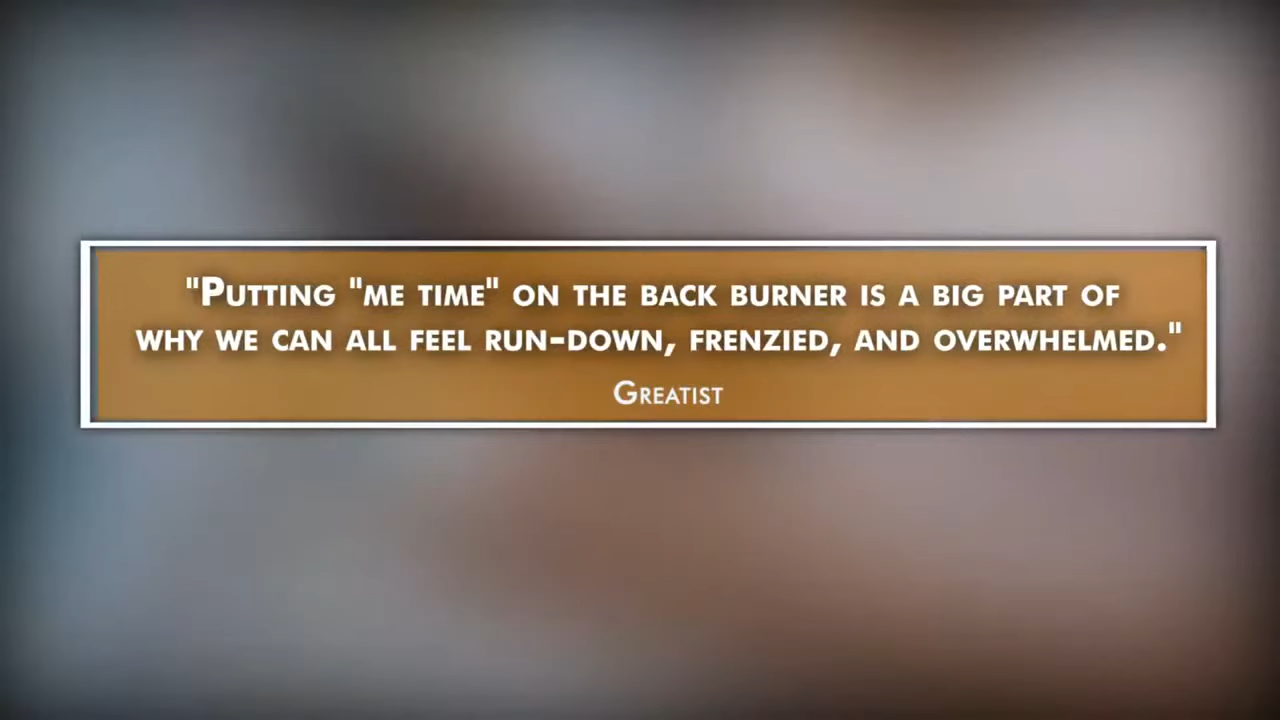 "Putting "me time" on the back burner is a big part of
why we can all feel run-down, frenzied, and overwhelmed."
Greatist